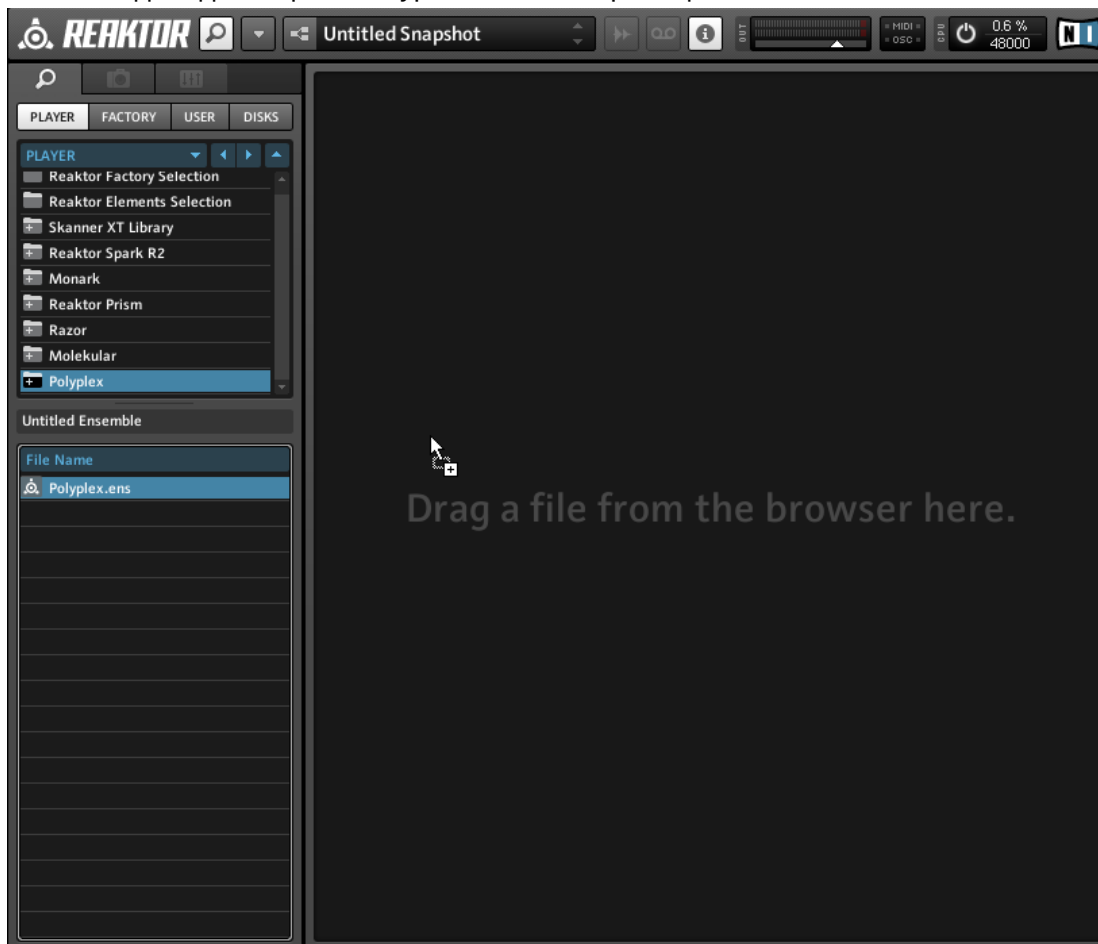 REAKTOR
Untitled Snapshot
OUT
MIDI
OSC
CPU
0.6 %
48000
NI
PLAYER FACTORY USER DISKS
PLAYER
Reaktor Factory Selection
Reaktor Elements Selection
Skanner XT Library
Reaktor Spark R2
Monark
Reaktor Prism
Razor
Molekular
Polyplex
Untitled Ensemble
File Name
Polyplex.ens
Drag a file from the browser here.